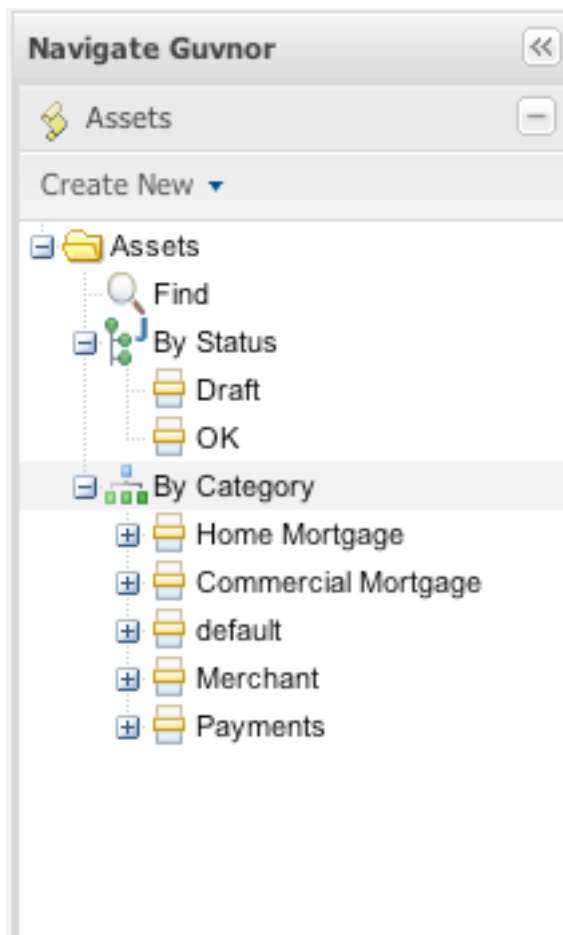 Navigate Guvnor
Assets
Create New
Assets
Find
By Status
Draft
OK
By Category
Home Mortgage
Commercial Mortgage
default
Merchant
Payments